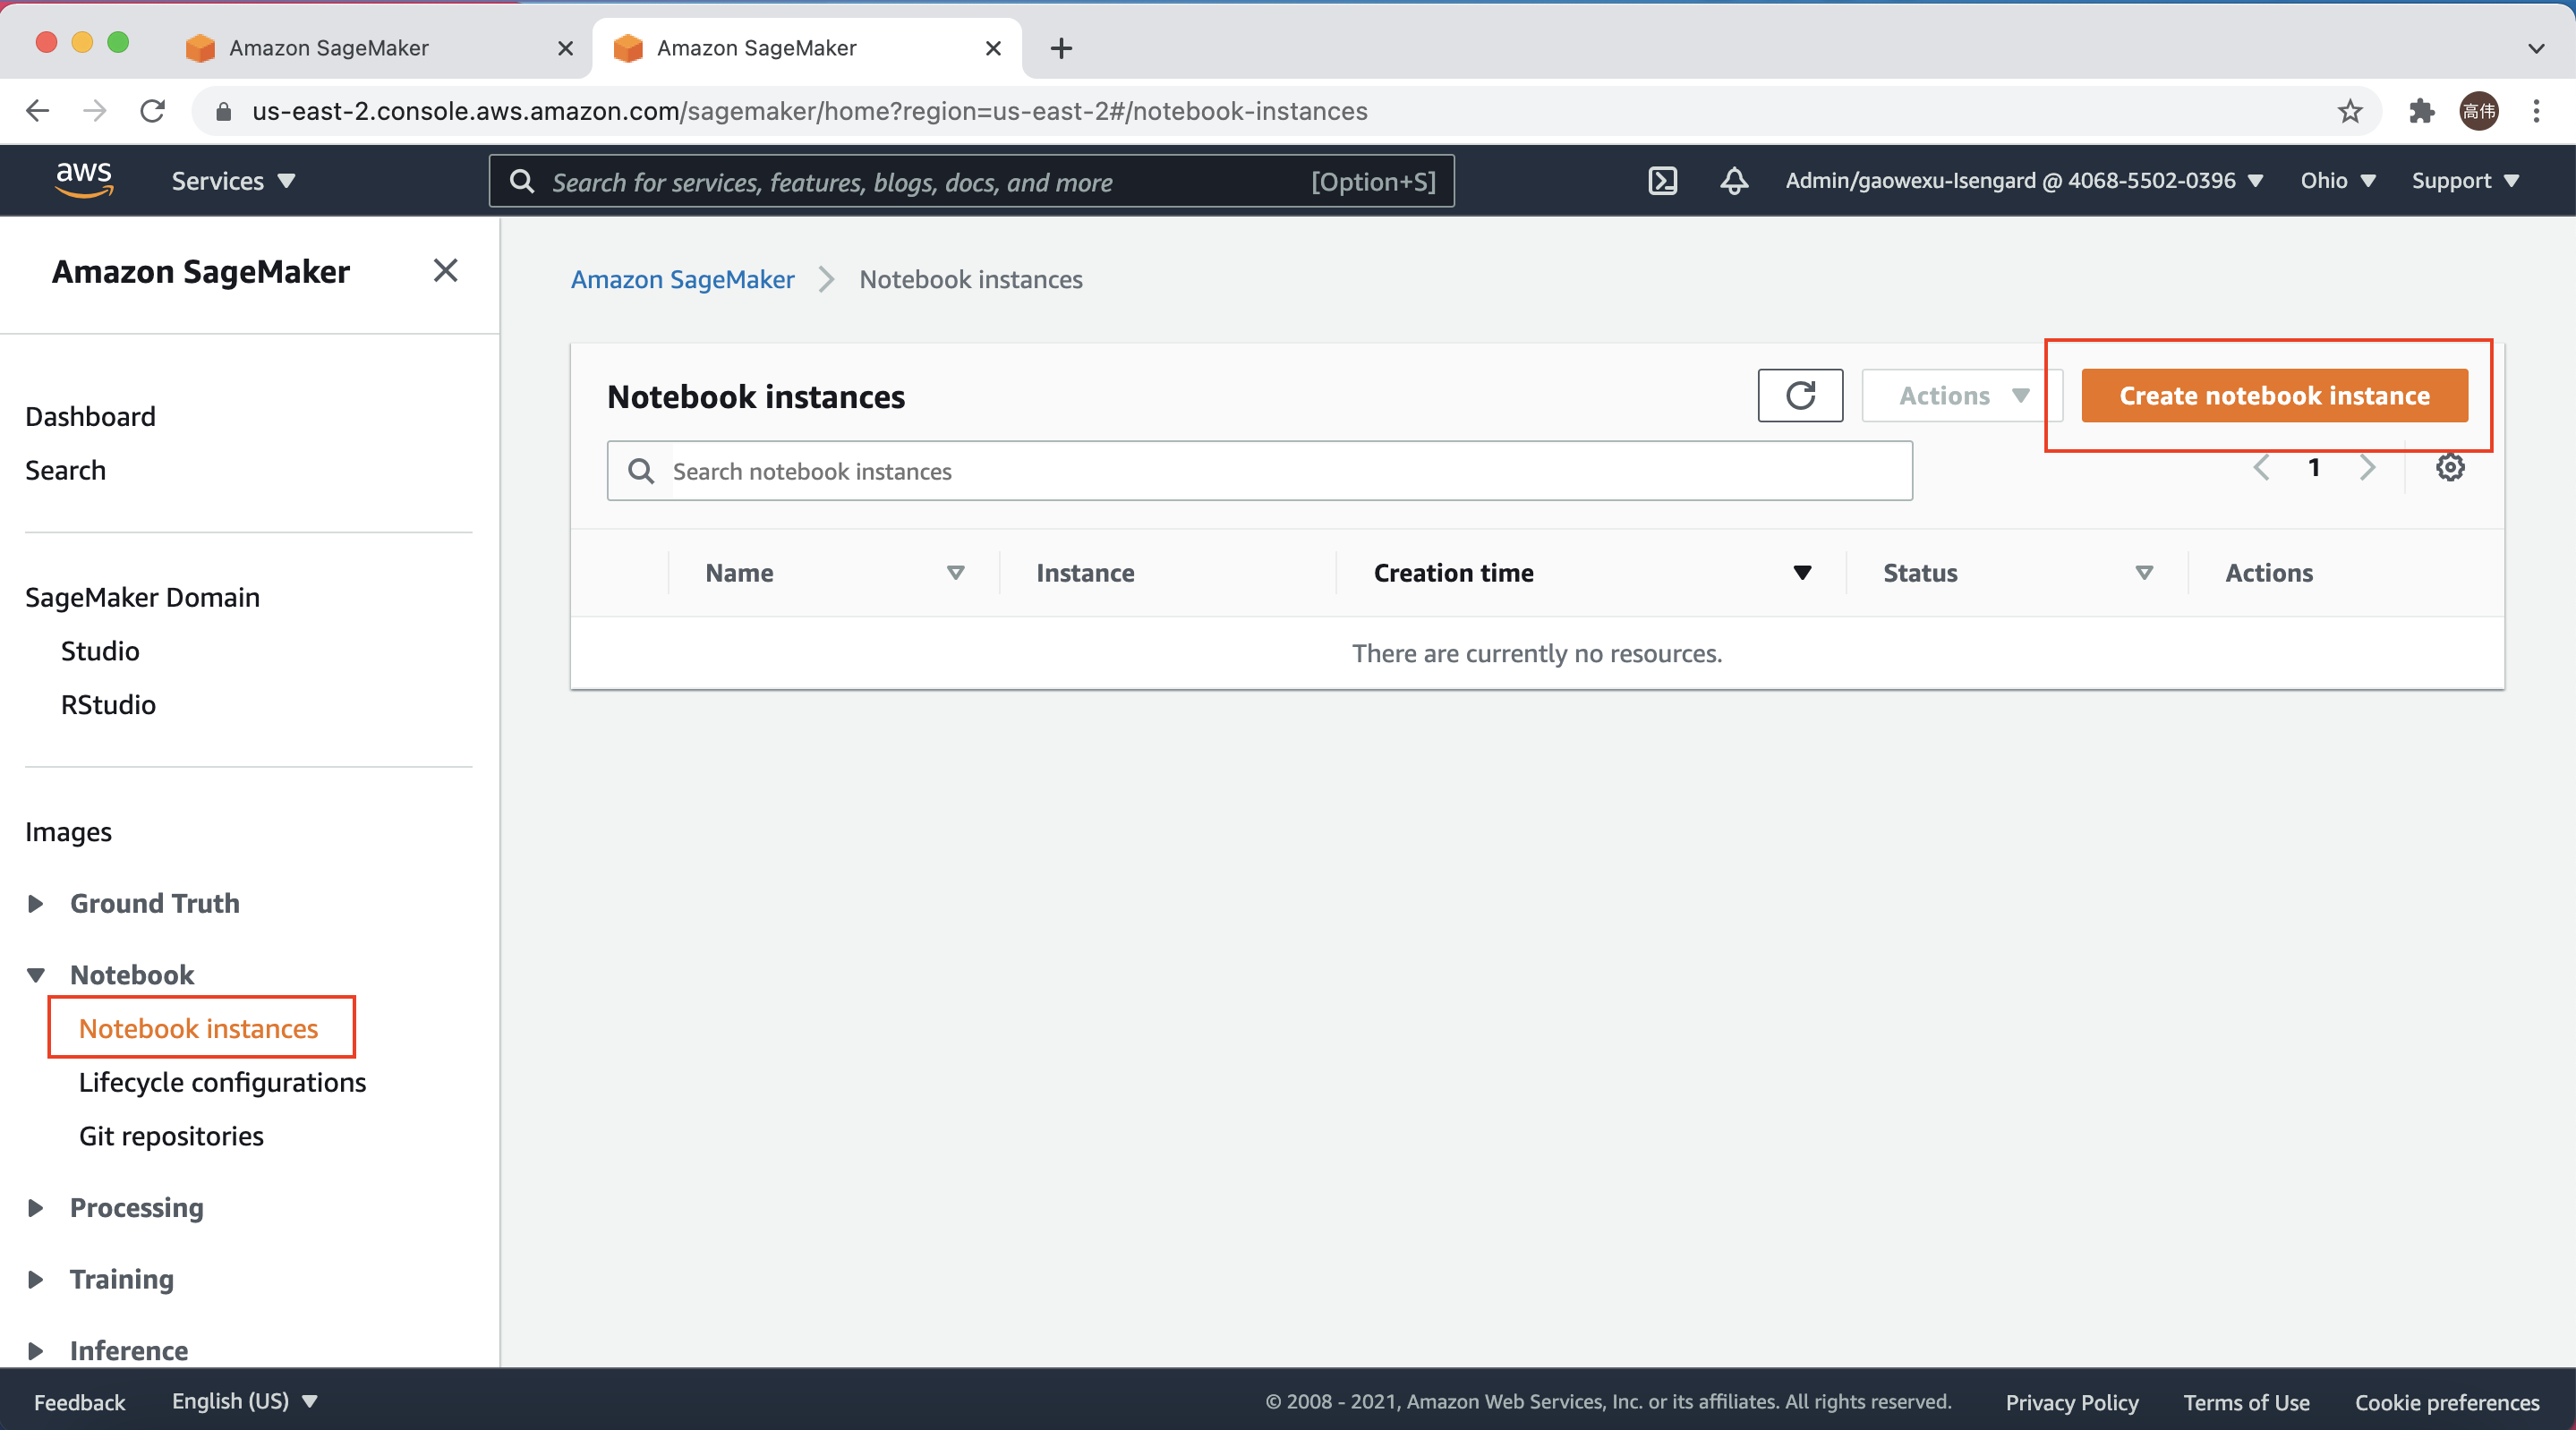 Amazon SageMaker
Amazon SageMaker
us-east-2.console.aws.amazon.com/sagemaker/home?region=us-east-2#/notebook-instances
高伟
aws
Services
Search for services, features, blogs, docs, and more
[Option+S]
Admin/gaowexu-Isengard @ 4068-5502-0396
Ohio
Support
Amazon SageMaker
Dashboard
Search
SageMaker Domain
Studio
RStudio
Images
Ground Truth
Notebook
Notebook instances
Lifecycle configurations
Git repositories
Processing
Training
Inference
Amazon SageMaker
Notebook instances
Notebook instances
Actions
Create notebook instance
Search notebook instances
1
Name
Instance
Creation time
Status
Actions
There are currently no resources.
Feedback
English (US)
© 2008 - 2021, Amazon Web Services, Inc. or its affiliates. All rights reserved.
Privacy Policy
Terms of Use
Cookie preferences